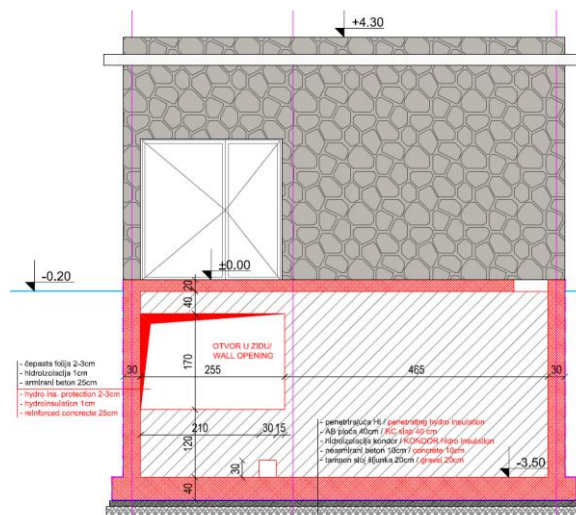 +4.30
-0.20
±0.00
20
40
OTVOR U ZIDU/
WALL OPENING
170
30
255
465
30
- čepasta folija 2-3cm
- hidroizolacija 1cm
- armirani beton 25cm
- hydro ins. protection 2-3cm
- hydroinsulation 1cm
- reinforced concrecte 25cm
210
30
15
120
30
- penetrirajuća HI / penetrating hydro insulation
- AB ploča 40cm / RC slab 40 cm
- hidroizolacija kondor / KONDOR hidro insulation
- nearmirani beton 10cm / concrete 10cm
- tampon sloj šljunka 20cm / gravel 20cm
-3.50
40